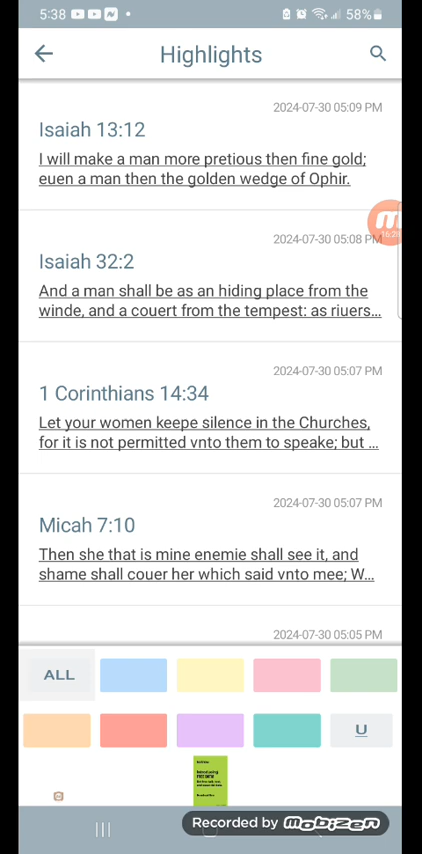 5:38
58%
Highlights
2024-07-30 05:09 PM
Isaiah 13:12
I will make a man more pretious then fine gold;
euen a man then the golden wedge of Ophir.
2024-07-30 05:08 PM
Isaiah 32:2
And a man shall be as an hiding place from the
winde, and a couert from the tempest: as riuers...
2024-07-30 05:07 PM
1 Corinthians 14:34
Let your women keepe silence in the Churches,
for it is not permitted vnto them to speake; but ...
2024-07-30 05:07 PM
Micah 7:10
Then she that is mine enemie shall see it, and
shame shall couer her which said vnto mee; W...
2024-07-30 05:05 PM
ALL
U
Recorded by mobizen